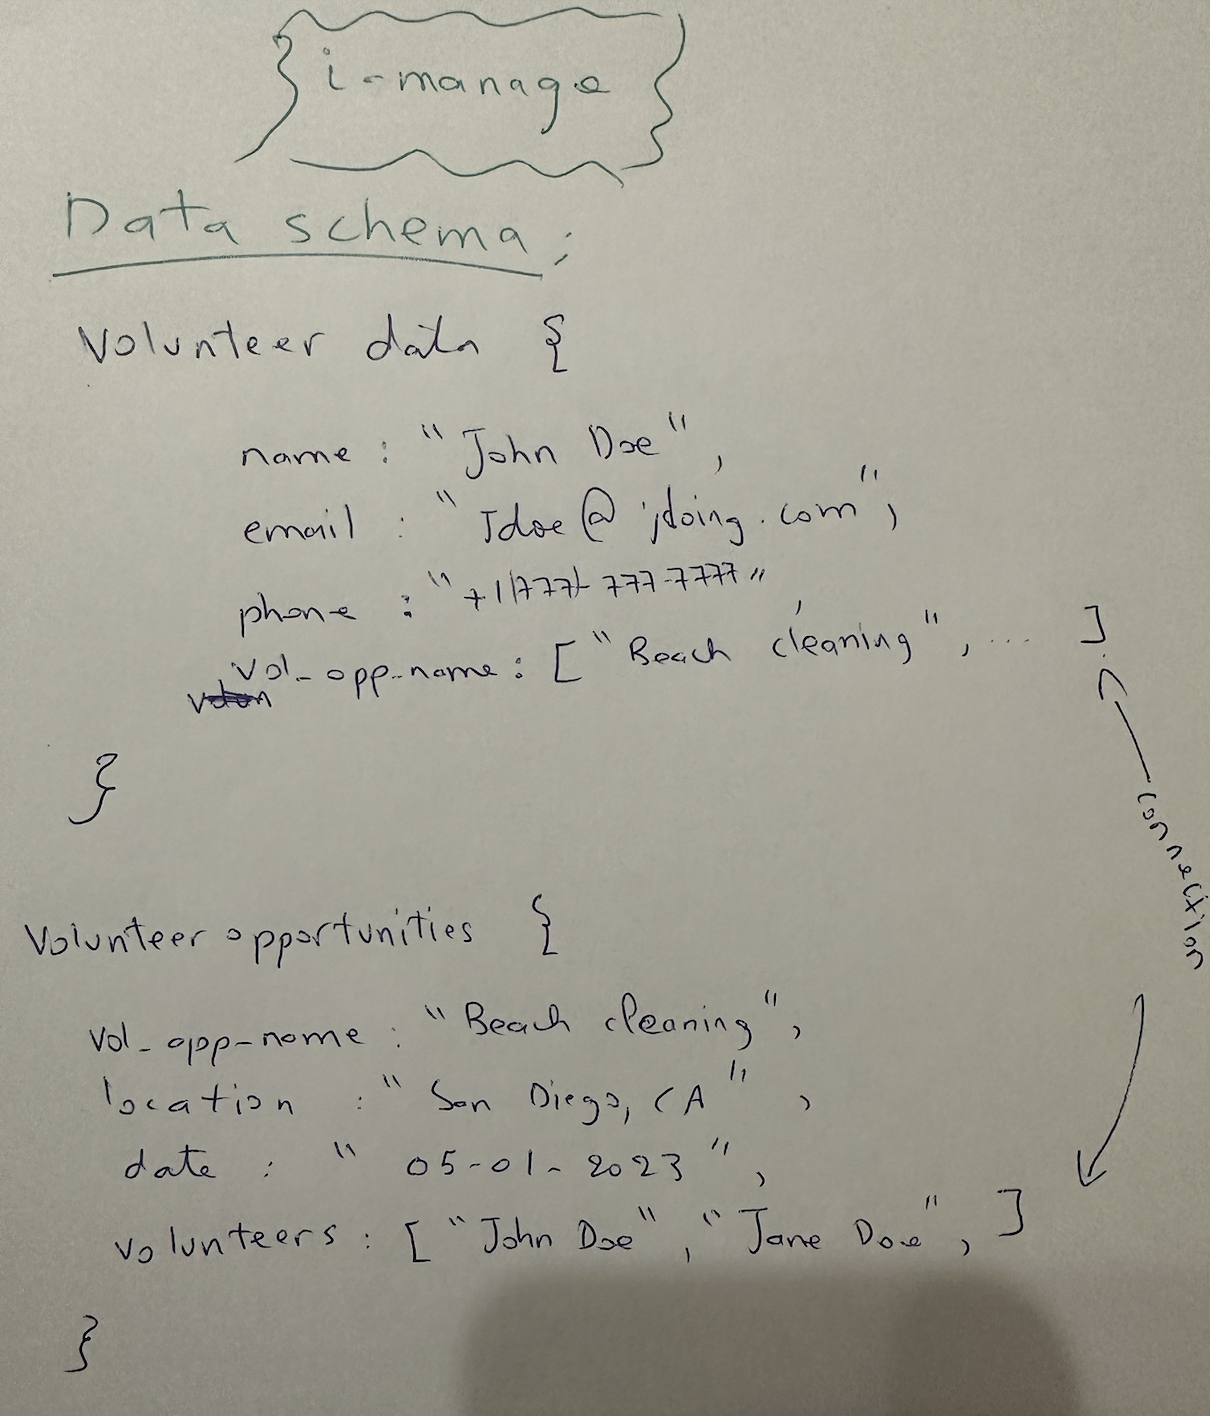 i-manage
Data schema:
Volunteer data {
name : "John Doe",
email : "Jdoe@jdoing.com",
phone : "+1(777)-777-7777",
vol-opp-name: ["Beach cleaning", ... ]
}
connection
Volunteer opportunities {
vol-opp-name : "Beach cleaning",
location : "San Diego, CA",
date : "05-01-2023",
volunteers : ["John Doe", "Jane Doe", ]
}